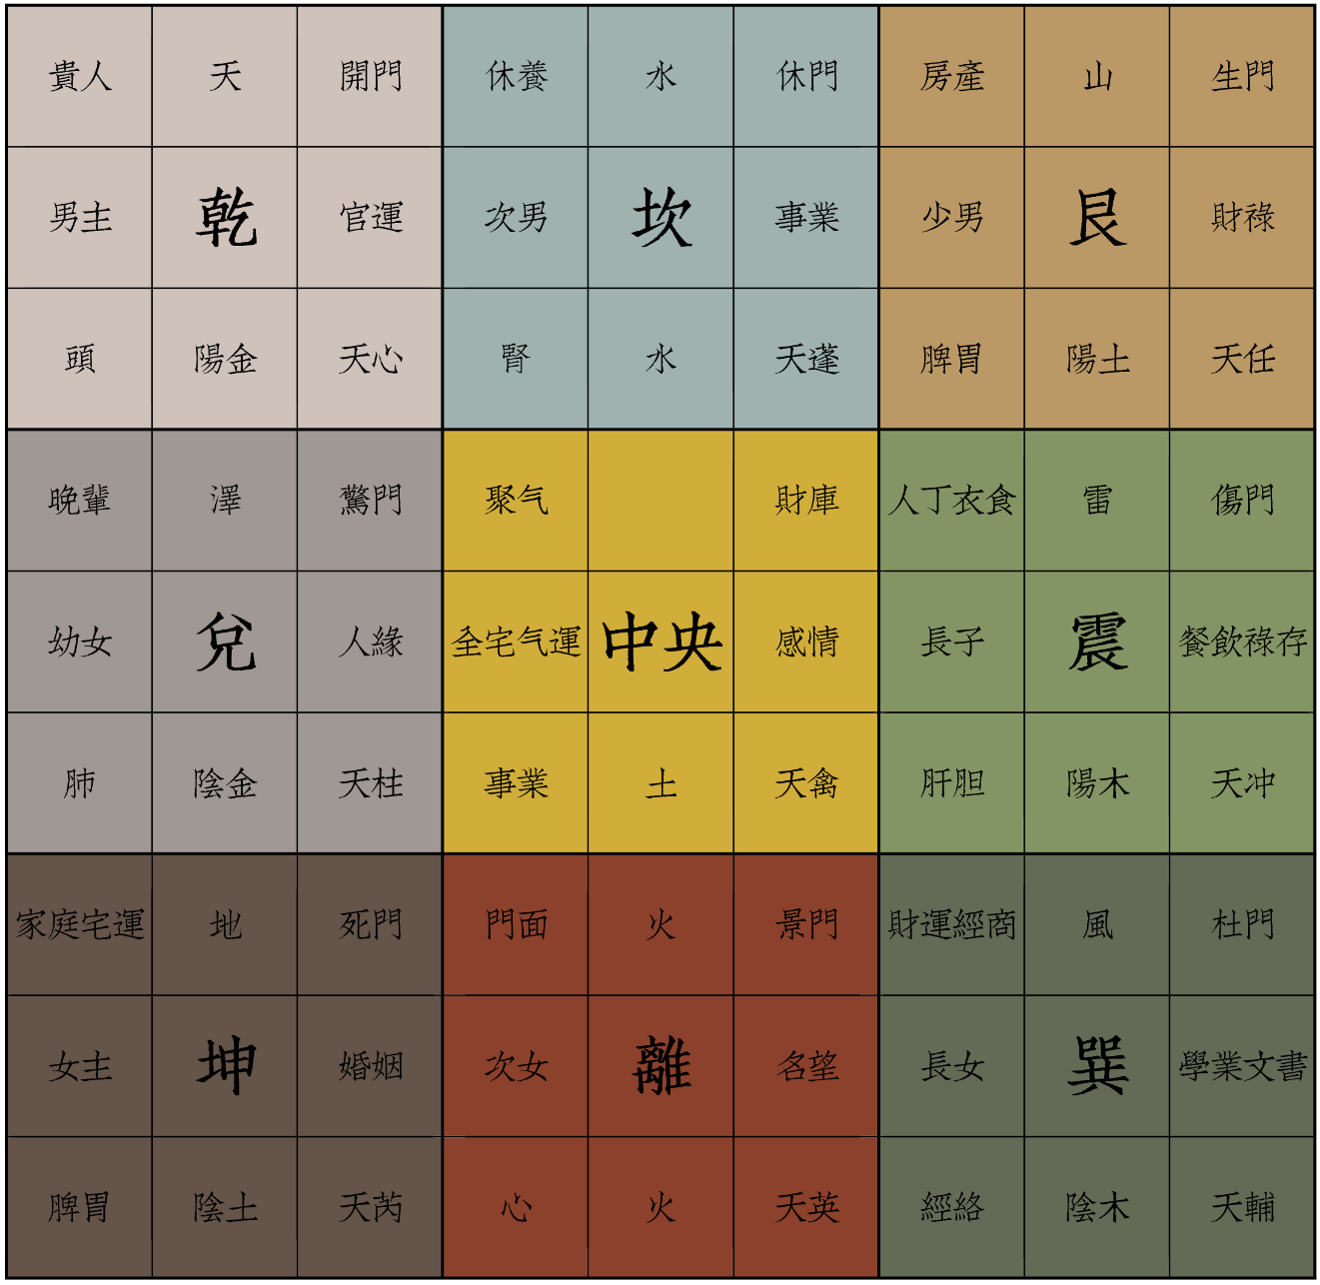 貴人 天 開門 休養 水 休門 房產 山 生門
男主 乾 官運 次男 坎 事業 少男 艮 財祿
頭 陽金 天心 腎 水 天蓬 脾胃 陽土 天任
晚輩 澤 驚門 聚气 財庫 人丁衣食 雷 傷門
幼女 兌 人緣 全宅气運 中央 感情 長子 震 餐飲祿存
肺 陰金 天柱 事業 土 天禽 肝胆 陽木 天冲
家庭宅運 地 死門 門面 火 景門 財運經商 風 杜門
女主 坤 婚姻 次女 離 名望 長女 巽 學業文書
脾胃 陰土 天芮 心 火 天英 經絡 陰木 天輔